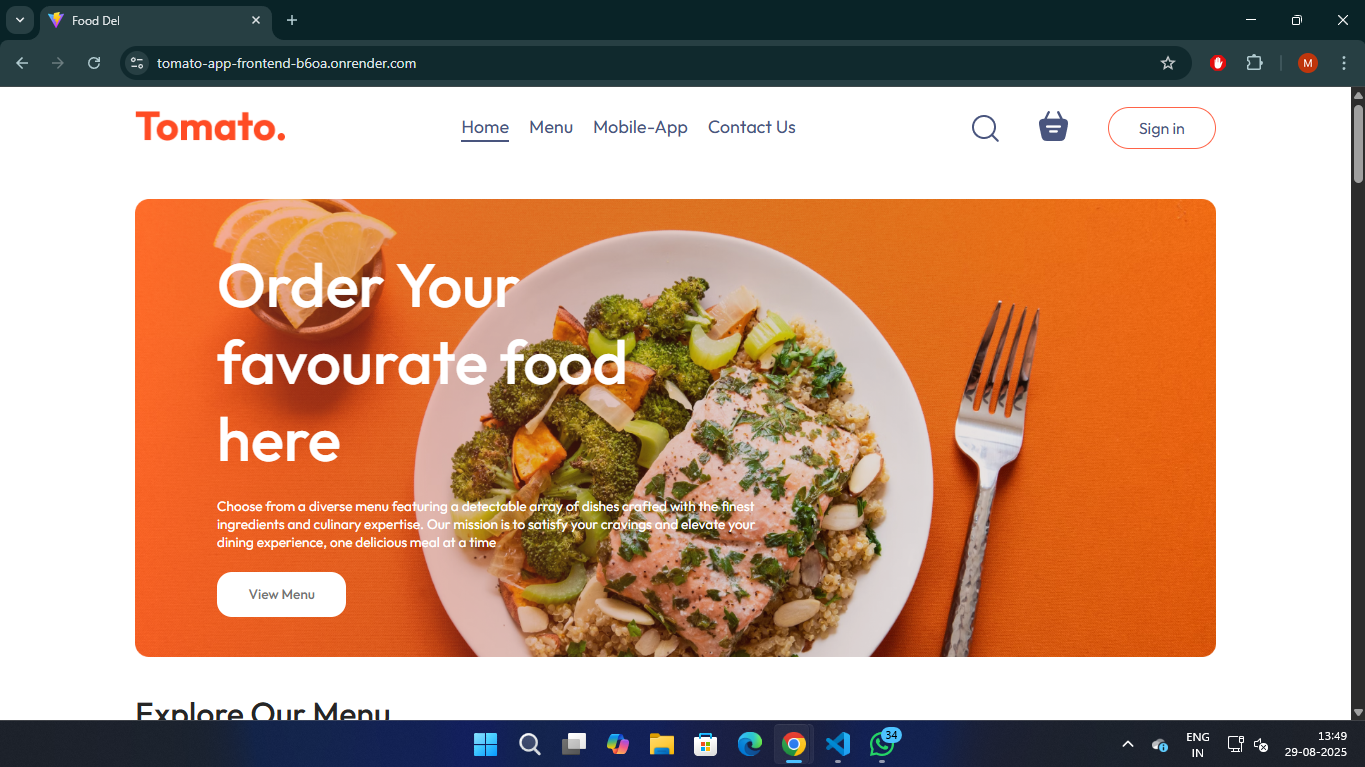 Food Del
tomato-app-frontend-b6oa.onrender.com
M
Tomato.
Home Menu Mobile-App Contact Us
Sign in
Order Your
favourate food
here
Choose from a diverse menu featuring a detectable array of dishes crafted with the finest
ingredients and culinary expertise. Our mission is to satisfy your cravings and elevate your
dining experience, one delicious meal at a time
View Menu
Explore Our Menu
34
ENG
IN
13:49
29-08-2025